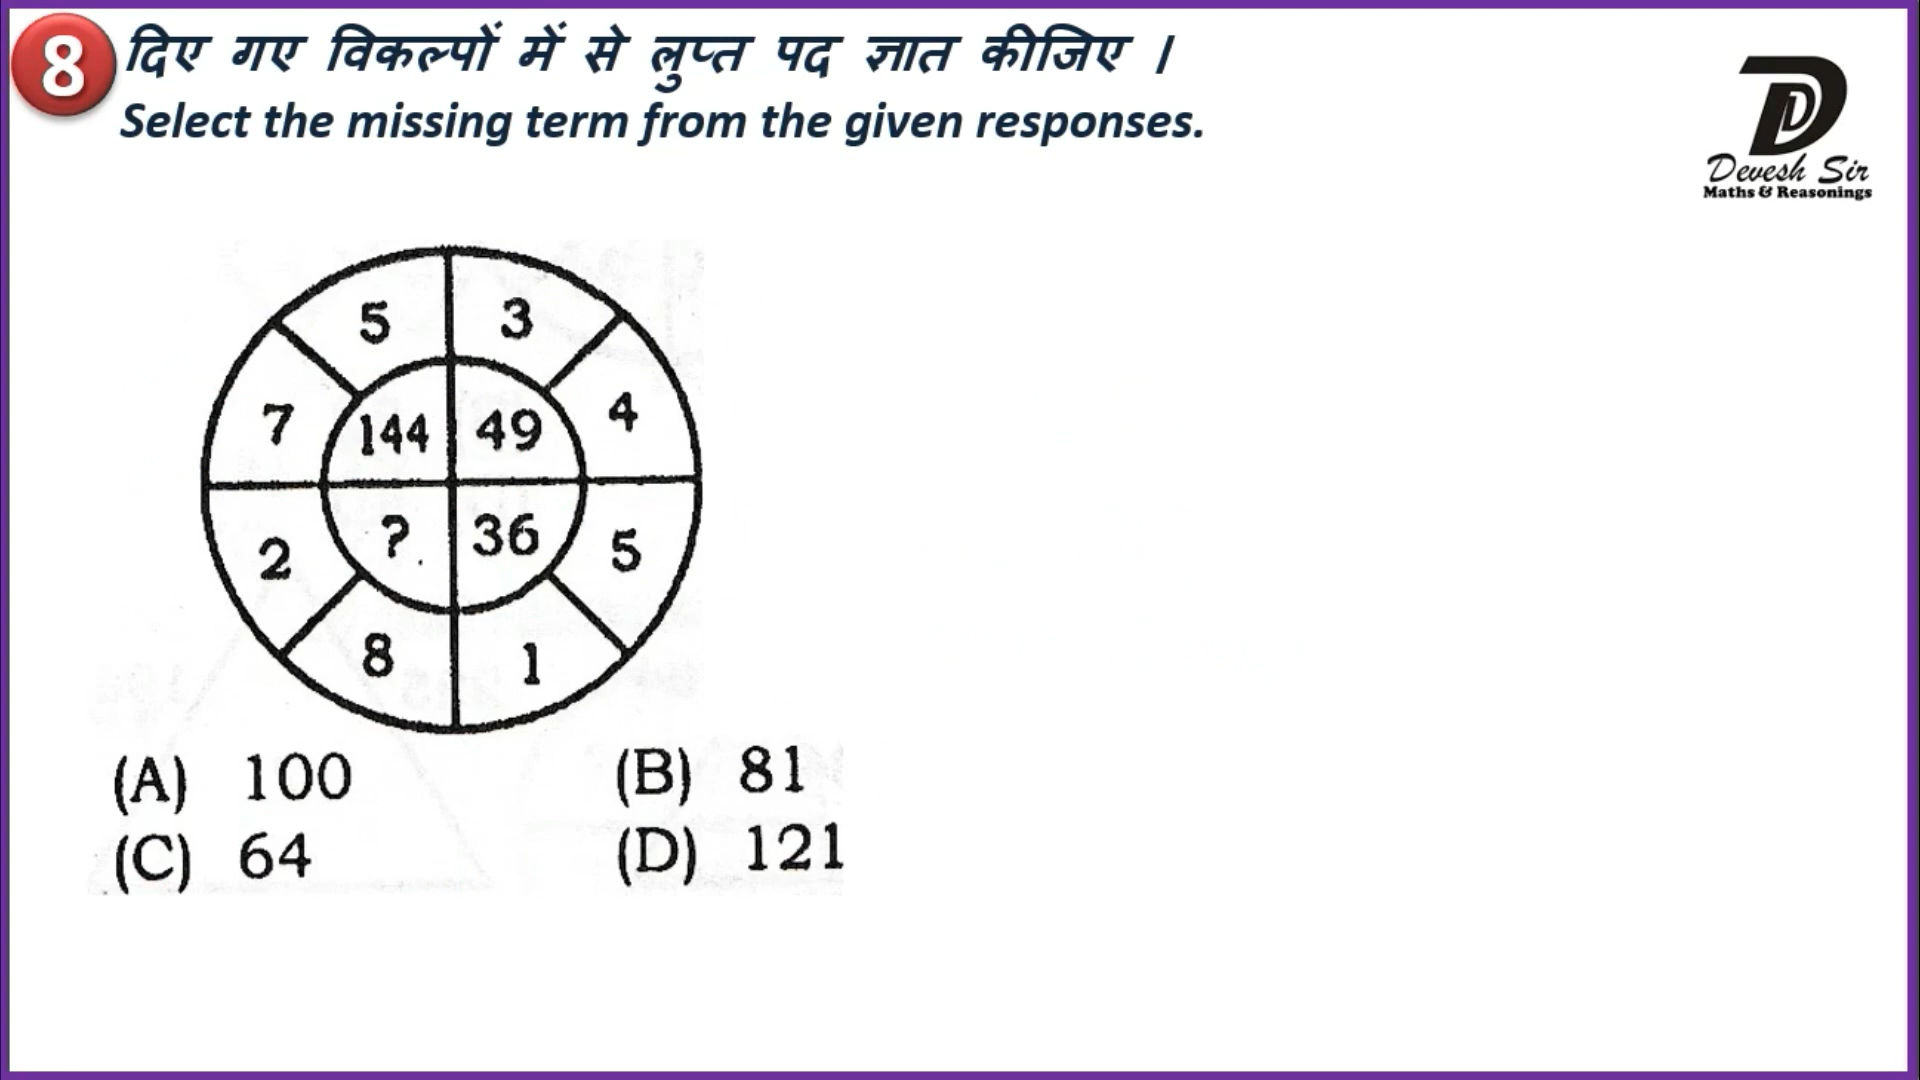 8
दिए गए विकल्पों में से लुप्त पद ज्ञात कीजिए ।
Select the missing term from the given responses.
D
Devesh Sir
Maths & Reasonings
5 3
7 144 49 4
2 ? 36 5
8 1
(A) 100 (B) 81
(C) 64 (D) 121